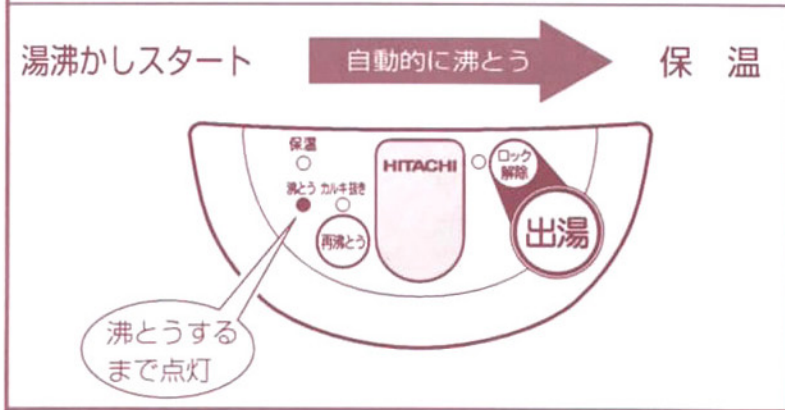 湯沸かしスタート
自動的に沸とう
保 温
保温
HITACHI
ロック
解除
沸とう
カルキ抜き
再沸とう
出湯
沸とうする
まで点灯